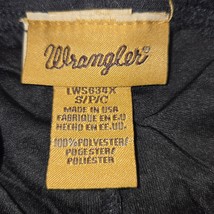 Wrangler®
LWS634X
S/P/C
MADE IN USA
FABRIQUE EN E.U
HECHO EN EE.UU.
100% POLYESTER/
POLYESTER/
POLIÉSTER